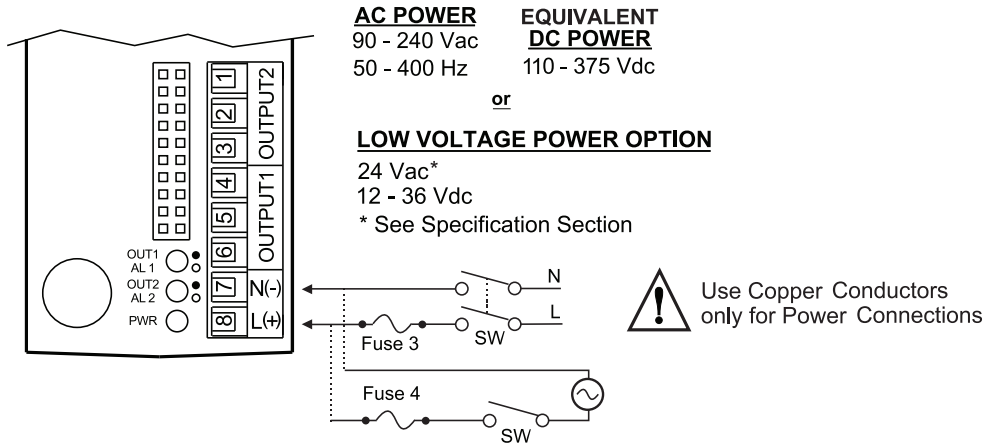 AC POWER
90 - 240 Vac
50 - 400 Hz
EQUIVALENT
DC POWER
110 - 375 Vdc
or
LOW VOLTAGE POWER OPTION
24 Vac*
12 - 36 Vdc
* See Specification Section
1
2
3
4
5
6
7
8
OUTPUT2
OUTPUT1
N(-)
L(+)
OUT1
AL 1
OUT2
AL 2
PWR
N
L
Fuse 3
SW
Fuse 4
SW
!
Use Copper Conductors
only for Power Connections